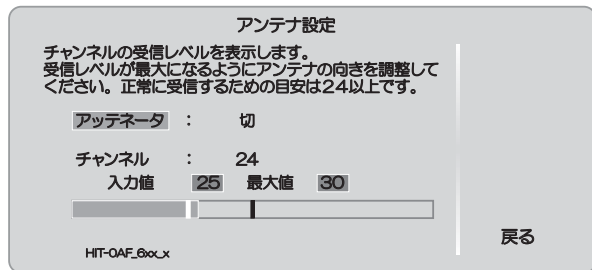 アンテナ設定
チャンネルの受信レベルを表示します。
受信レベルが最大になるようにアンテナの向きを調整して
ください。正常に受信するための目安は24以上です。
アッテネータ : 切
チャンネル : 24
入力値 25 最大値 30
戻る
HIT-OAF_6xx_x